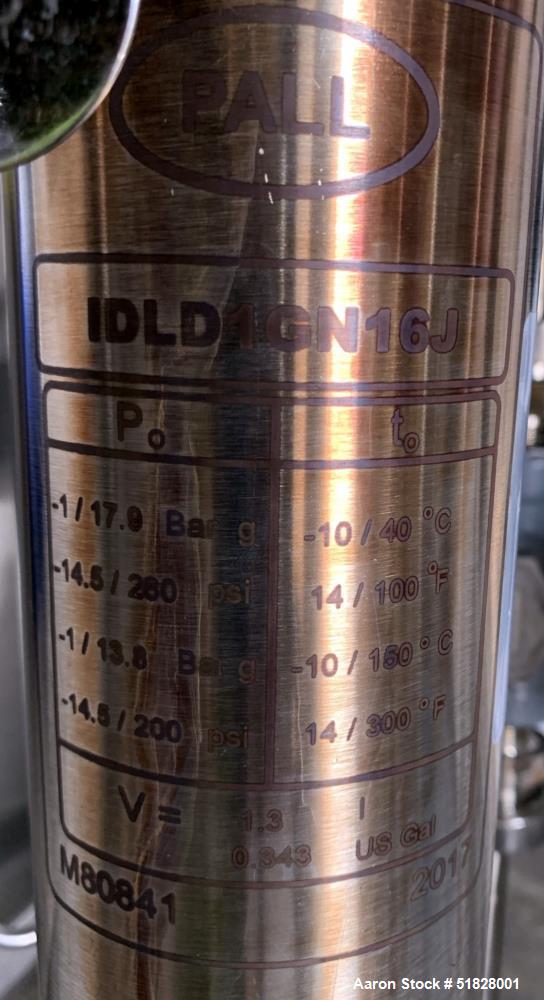 PALL
IDLD1GN16J
Po to
-1 / 17.9 Bar g -10 / 40 °C
-14.5 / 260 psi 14 / 100 °F
-1 / 13.8 Bar g -10 / 150 °C
-14.5 / 200 psi 14 / 300 °F
V = 1.3 l
0.343 US Gal
M80841 2017
Aaron Stock # 51828001